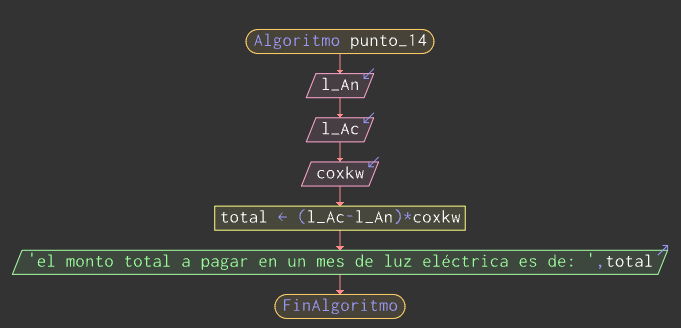 Algoritmo punto_14
l_An
l_Ac
coxkw
total ← (l_Ac-l_An)*coxkw
'el monto total a pagar en un mes de luz eléctrica es de: ',total
FinAlgoritmo